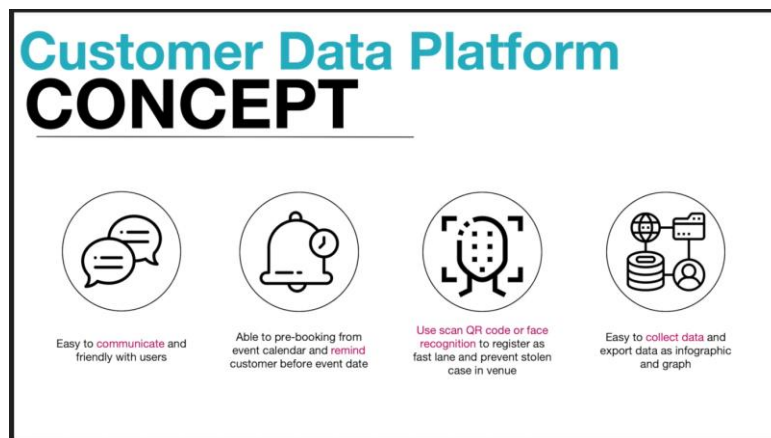 Customer Data Platform
CONCEPT
Easy to communicate and
friendly with users
Able to pre-booking from
event calendar and remind
customer before event date
Use scan QR code or face
recognition to register as
fast lane and prevent stolen
case in venue
Easy to collect data and
export data as infographic
and graph